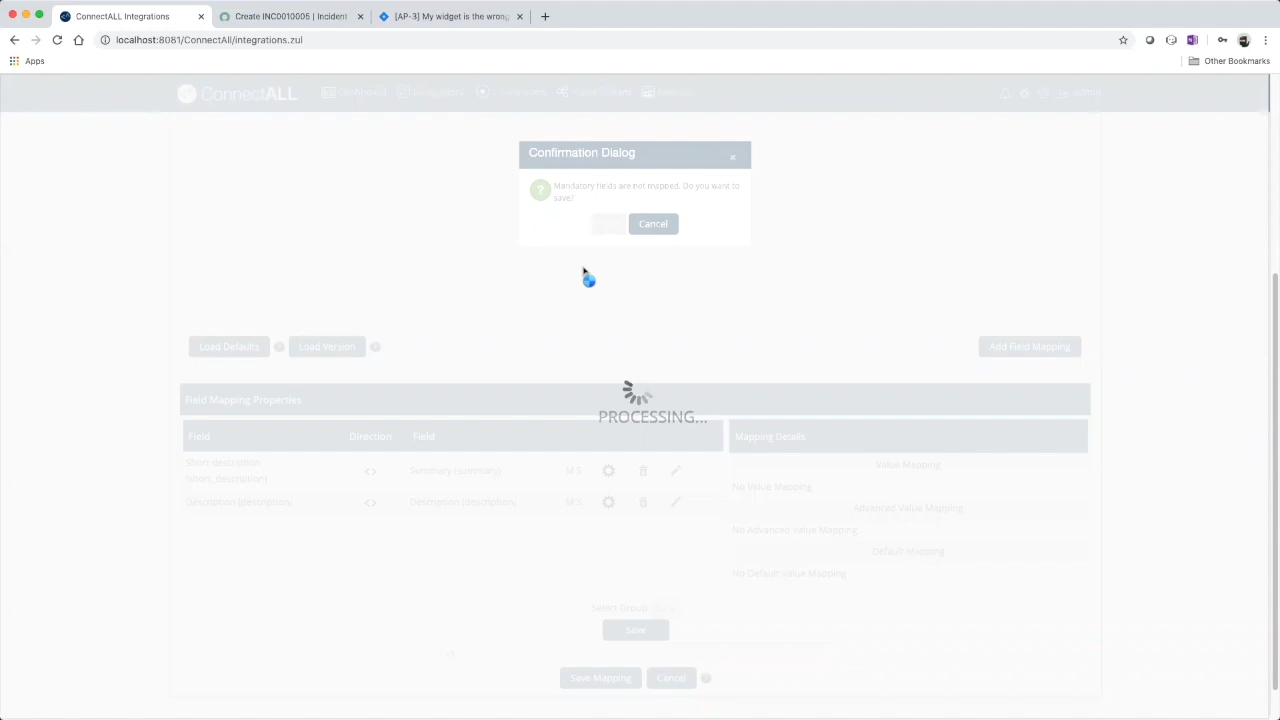 ConnectALL Integrations
Create INC0010005 | Incident
[AP-3] My widget is the wrong
localhost:8081/ConnectAll/integrations.zul
Apps
Other Bookmarks
ConnectALL
Dashboard
admin
Confirmation Dialog
Mandatory fields are not mapped. Do you want to
save?
Cancel
Load Defaults
Load Version
Add Field Mapping
PROCESSING...
Field Mapping Properties
Field Direction Field
Mapping Details
Short description
(short_description)
<>
Summary (summary)
M S
Description (description)
<>
Description (description)
M S
Value Mapping
No Value Mapping
Advanced Value Mapping
No Advanced Value Mapping
Default Mapping
No Default Value Mapping
Select Group
Save
Save Mapping
Cancel